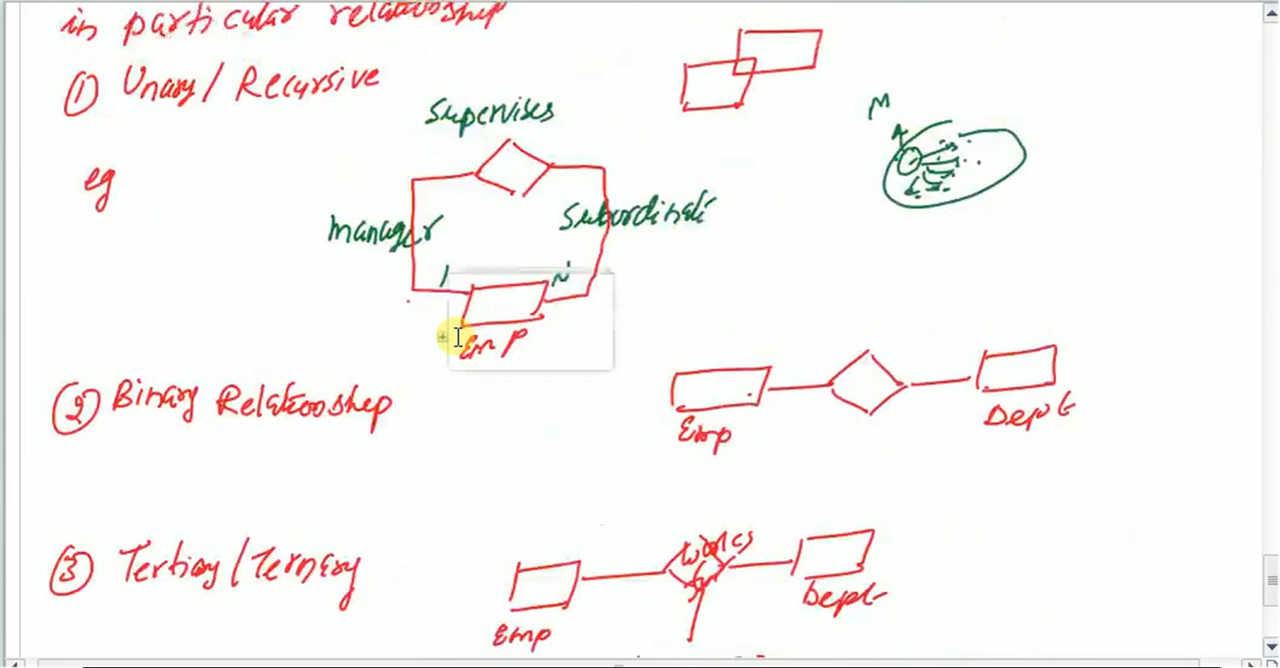 in particular relationship
① Unary / Recursive
Supervises
M
A
eg
manager
Subordinate
1
N
Emp
② Binary Relationship
Emp
Dept
③ Tertiary / Ternary
works
Emp
Dept